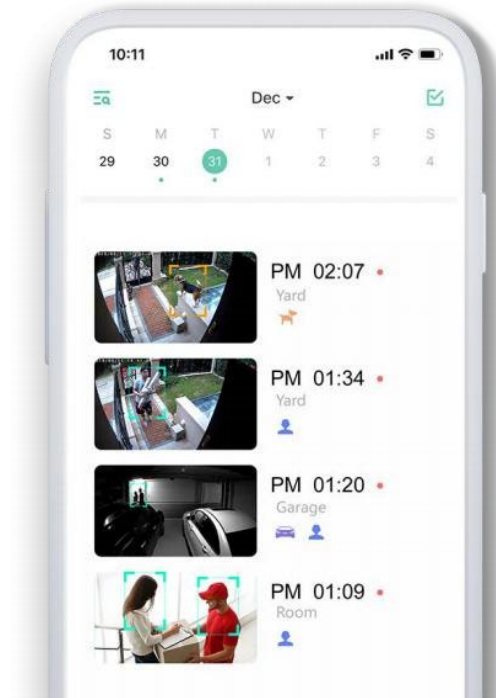 10:11
Dec
S M T W T F S
29 30 31 1 2 3 4
PM 02:07
Yard
PM 01:34
Yard
PM 01:20
Garage
PM 01:09
Room